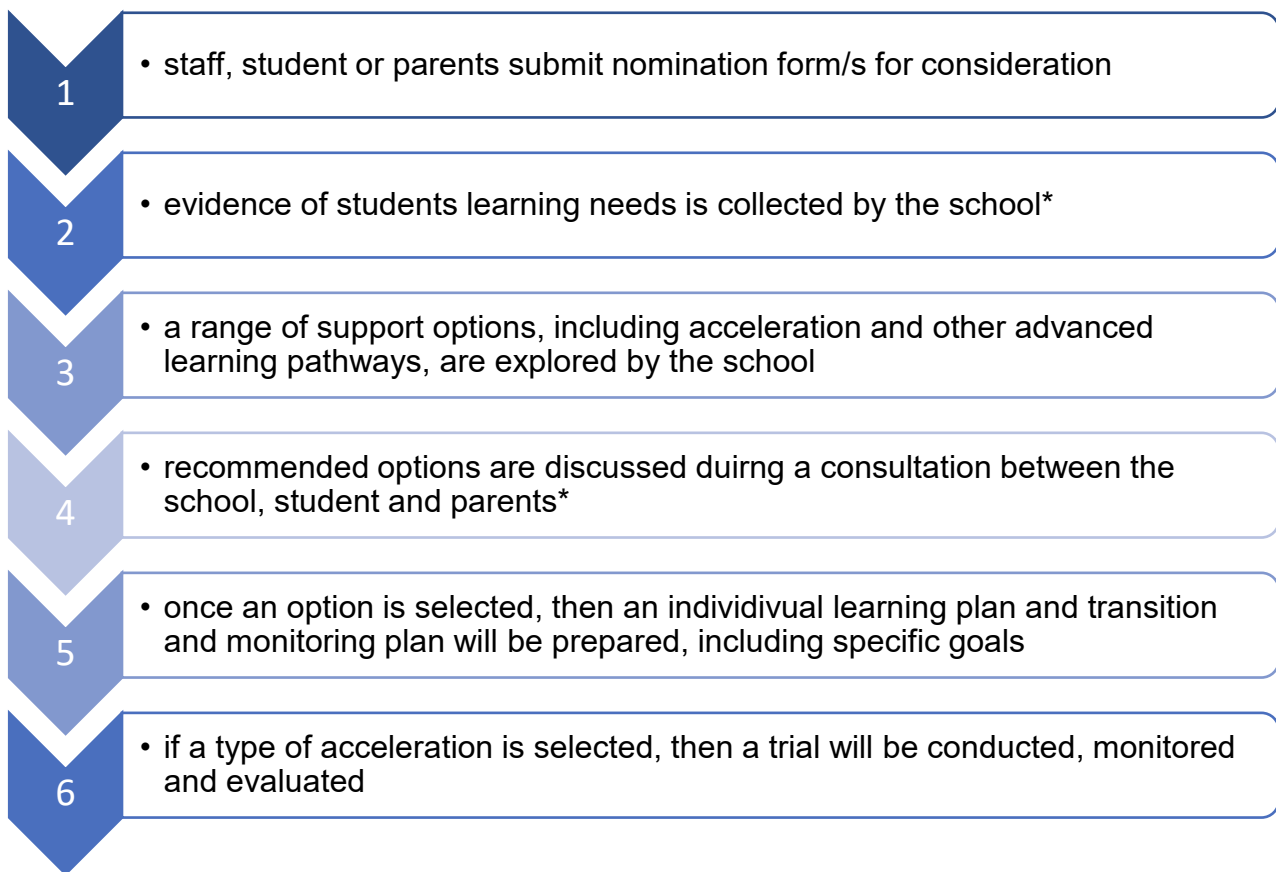 1
• staff, student or parents submit nomination form/s for consideration
2
• evidence of students learning needs is collected by the school*
3
• a range of support options, including acceleration and other advanced
learning pathways, are explored by the school
4
• recommended options are discussed duirng a consultation between the
school, student and parents*
5
• once an option is selected, then an individivual learning plan and transition
and monitoring plan will be prepared, including specific goals
6
• if a type of acceleration is selected, then a trial will be conducted, monitored
and evaluated